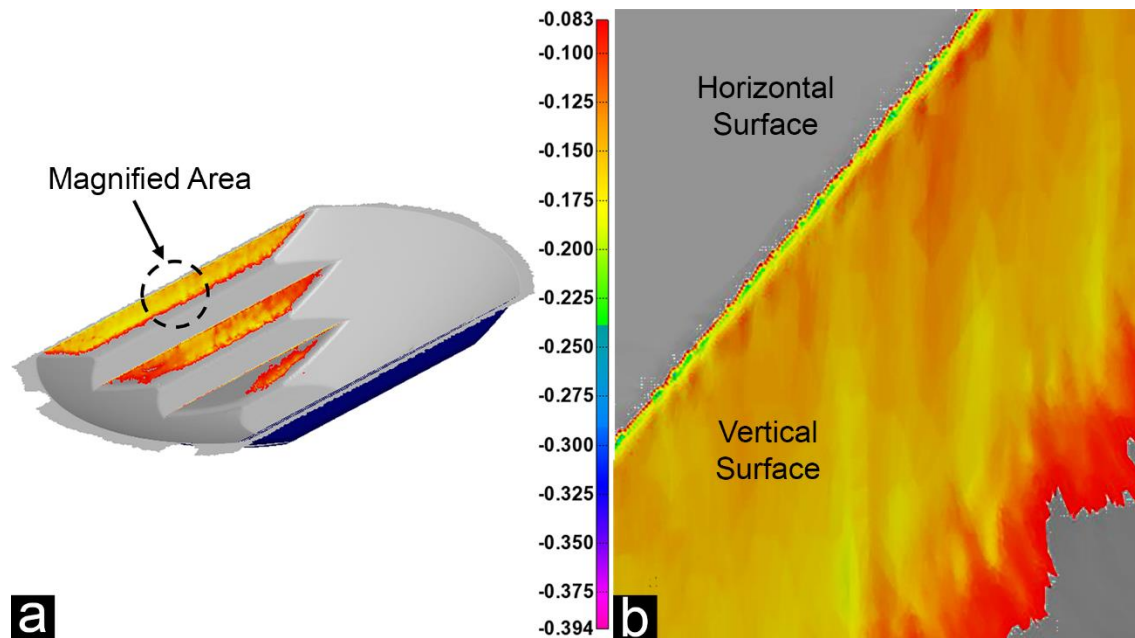 Magnified Area
a
-0.083
-0.100
-0.125
-0.150
-0.175
-0.200
-0.225
-0.250
-0.275
-0.300
-0.325
-0.350
-0.375
-0.394
Horizontal
Surface
Vertical
Surface
b